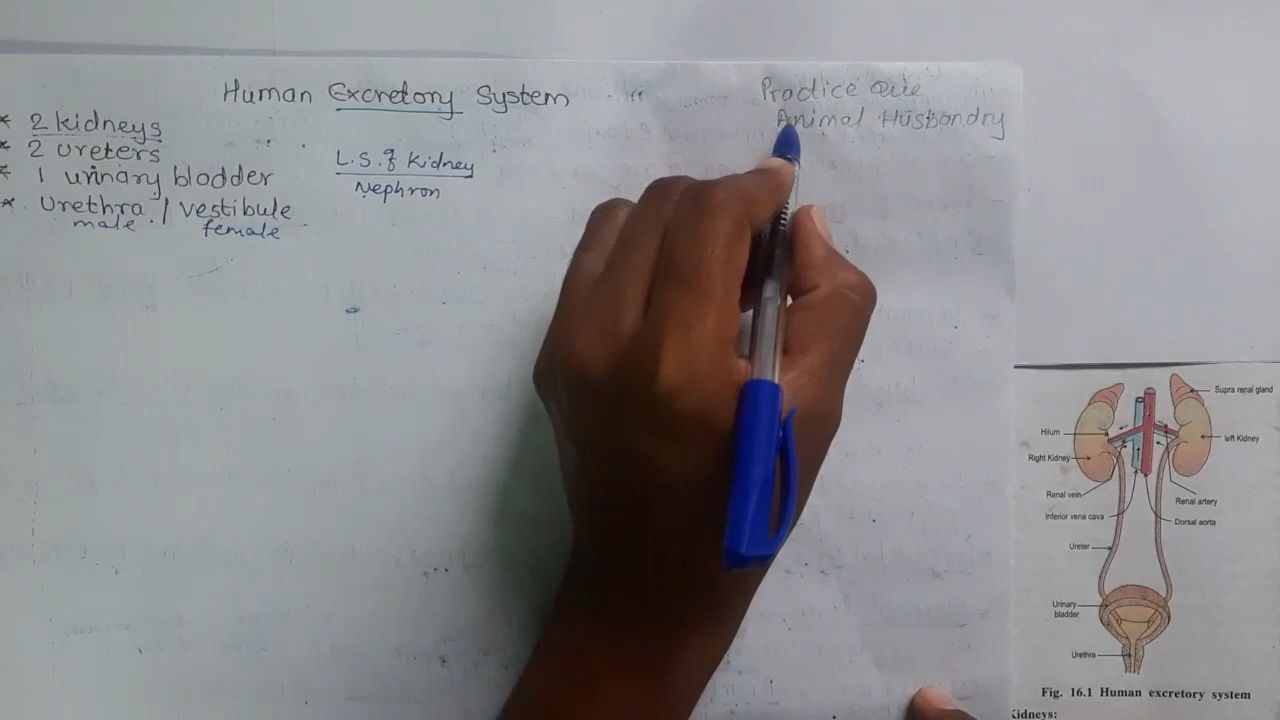 Human Excretory System
* 2 kidneys
* 2 ureters
* 1 urinary blodder
* Urethra / vestibule
male female
L.S. of Kidney
Nephron
Practice Que
Animal Husbandry
Supra renal gland
Hilum
left Kidney
Right Kidney
Renal vein
Renal artery
Inferior vena cava
Dorsal aorta
Ureter
Urinary
bladder
Urethra
Fig. 16.1 Human excretory system
Kidneys: